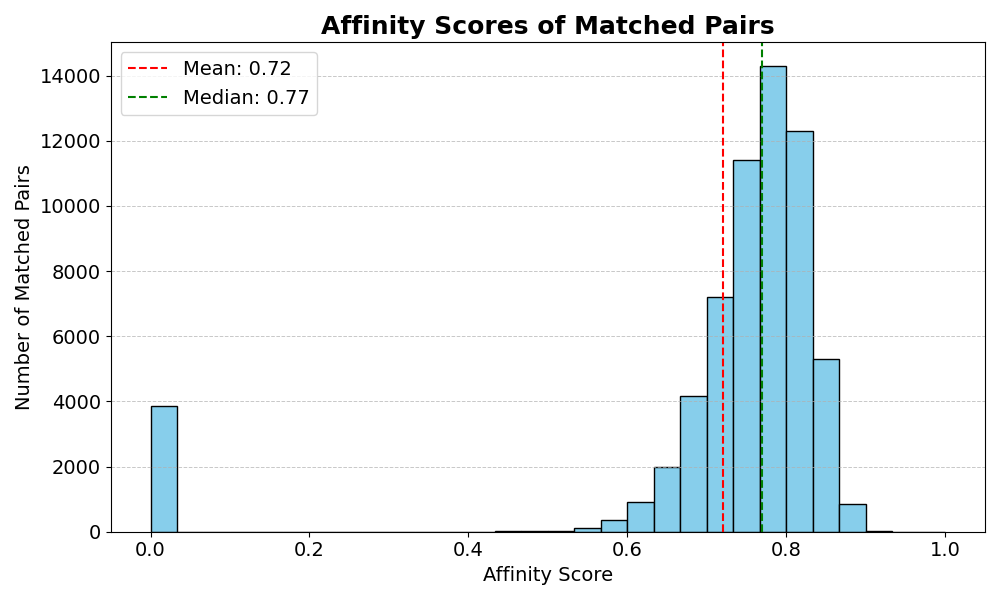 Affinity Scores of Matched Pairs
Mean: 0.72
Median: 0.77
Number of Matched Pairs
14000
12000
10000
8000
6000
4000
2000
0
0.0 0.2 0.4 0.6 0.8 1.0
Affinity Score